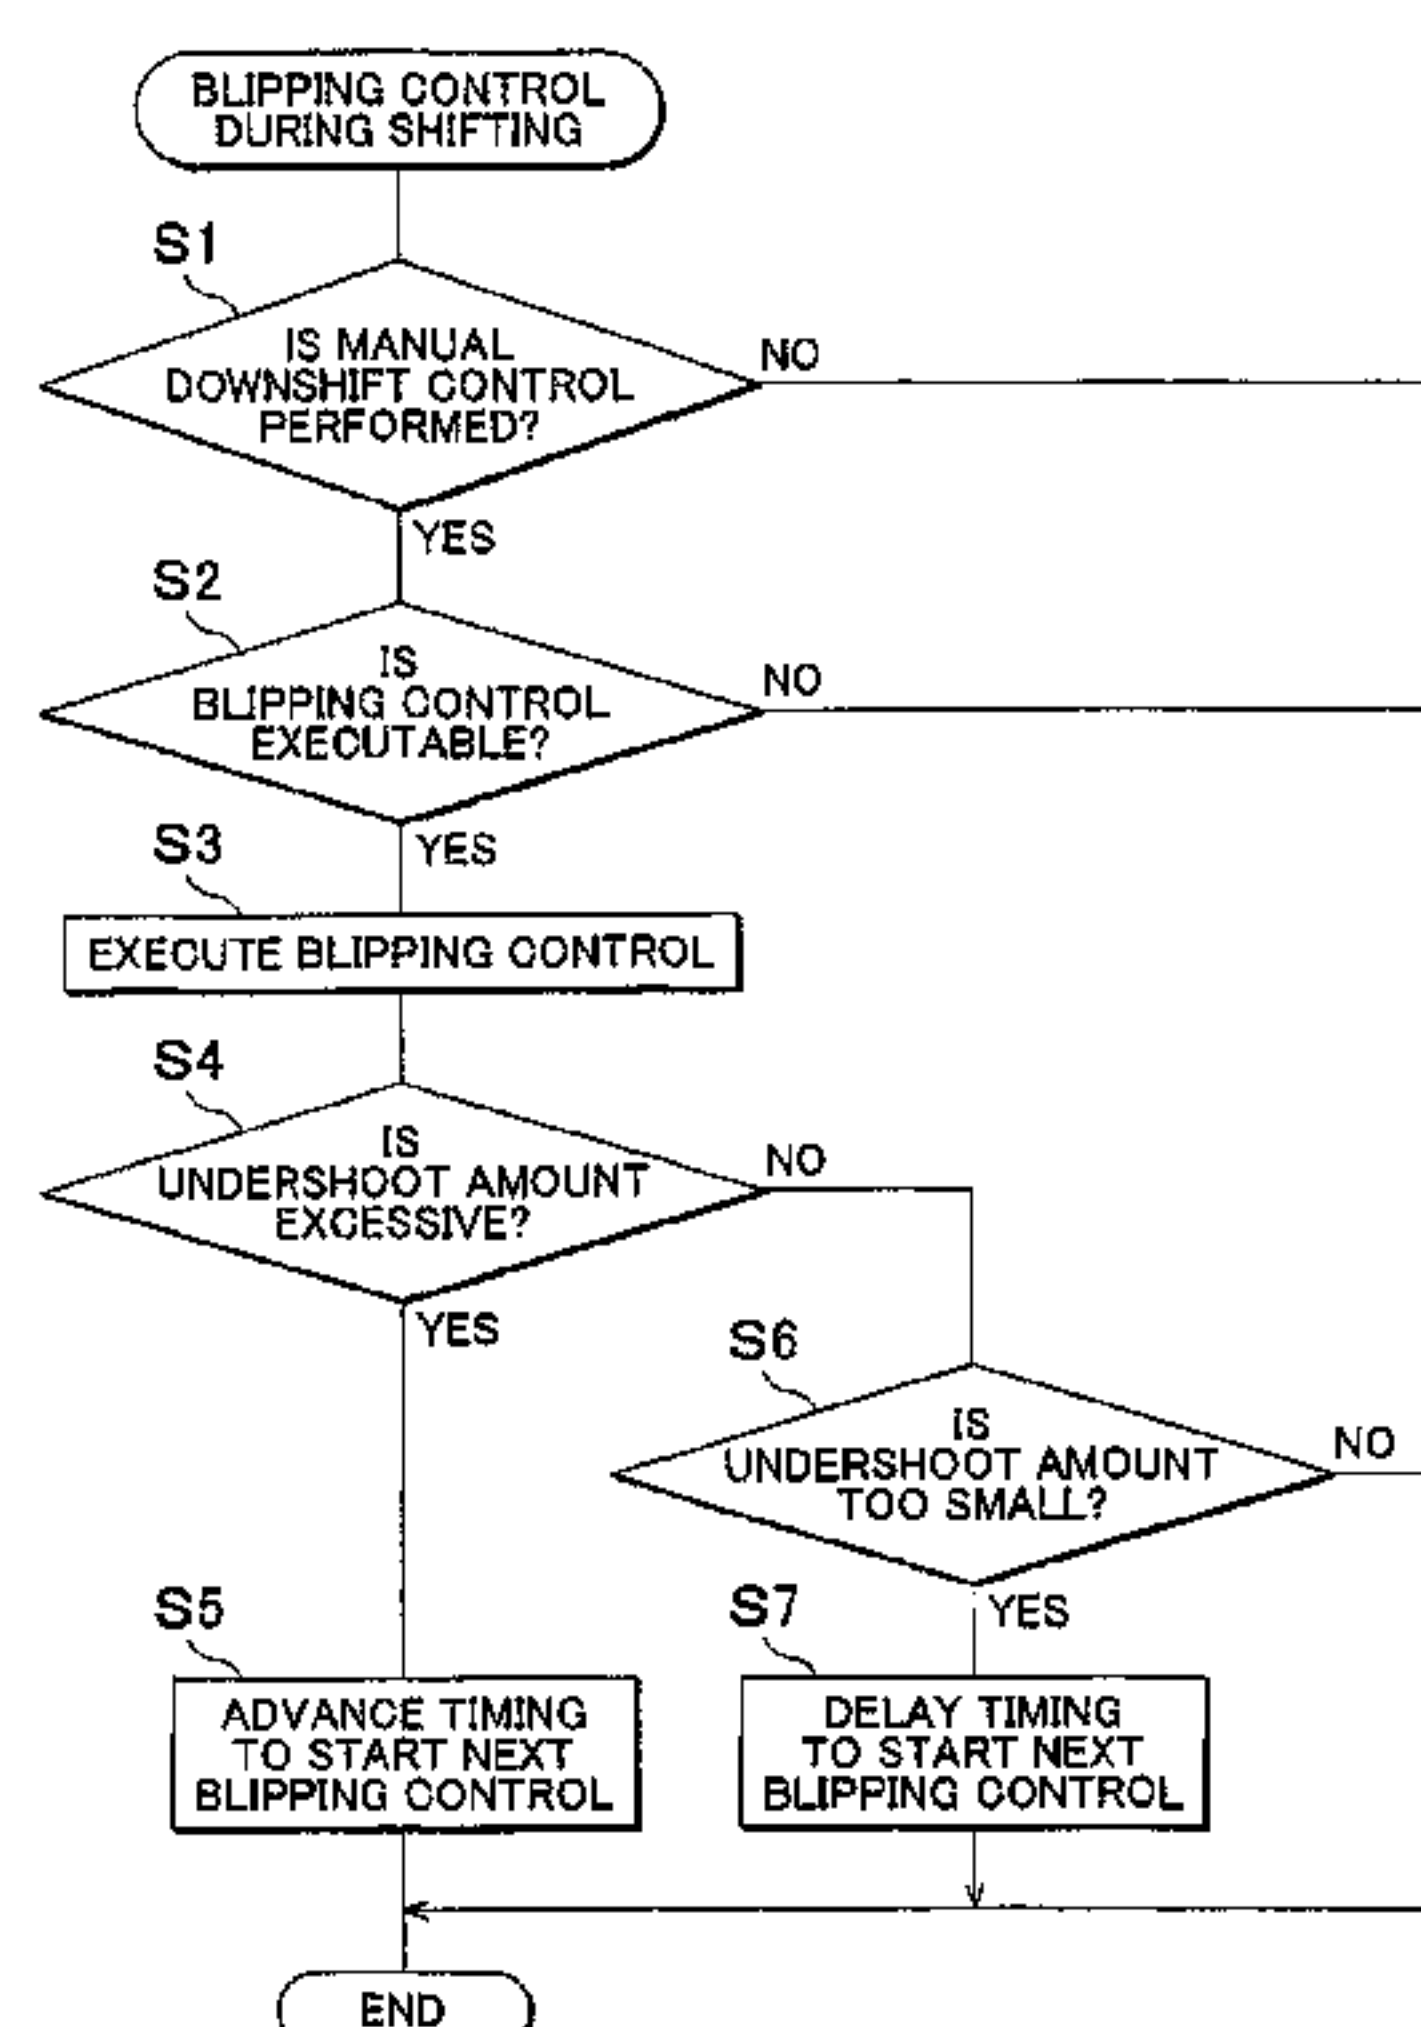 BLIPPING CONTROL
DURING SHIFTING
S1
IS MANUAL
DOWNSHIFT CONTROL
PERFORMED?
NO
YES
S2
IS
BLIPPING CONTROL
EXECUTABLE?
NO
YES
S3
EXECUTE BLIPPING CONTROL
S4
IS
UNDERSHOOT AMOUNT
EXCESSIVE?
NO
YES
S6
IS
UNDERSHOOT AMOUNT
TOO SMALL?
NO
YES
S5
ADVANCE TIMING
TO START NEXT
BLIPPING CONTROL
S7
DELAY TIMING
TO START NEXT
BLIPPING CONTROL
END